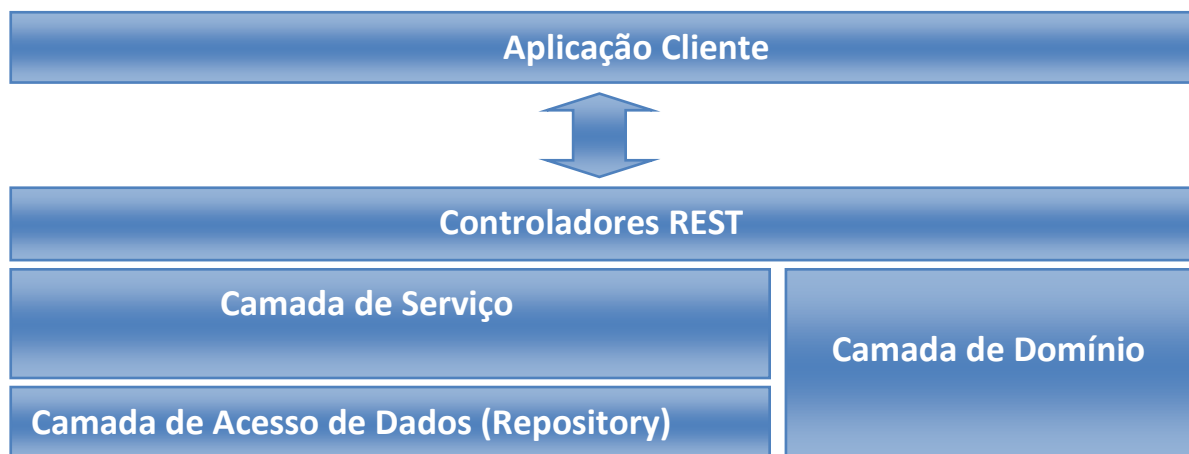 Aplicação Cliente
Controladores REST
Camada de Serviço
Camada de Domínio
Camada de Acesso de Dados (Repository)